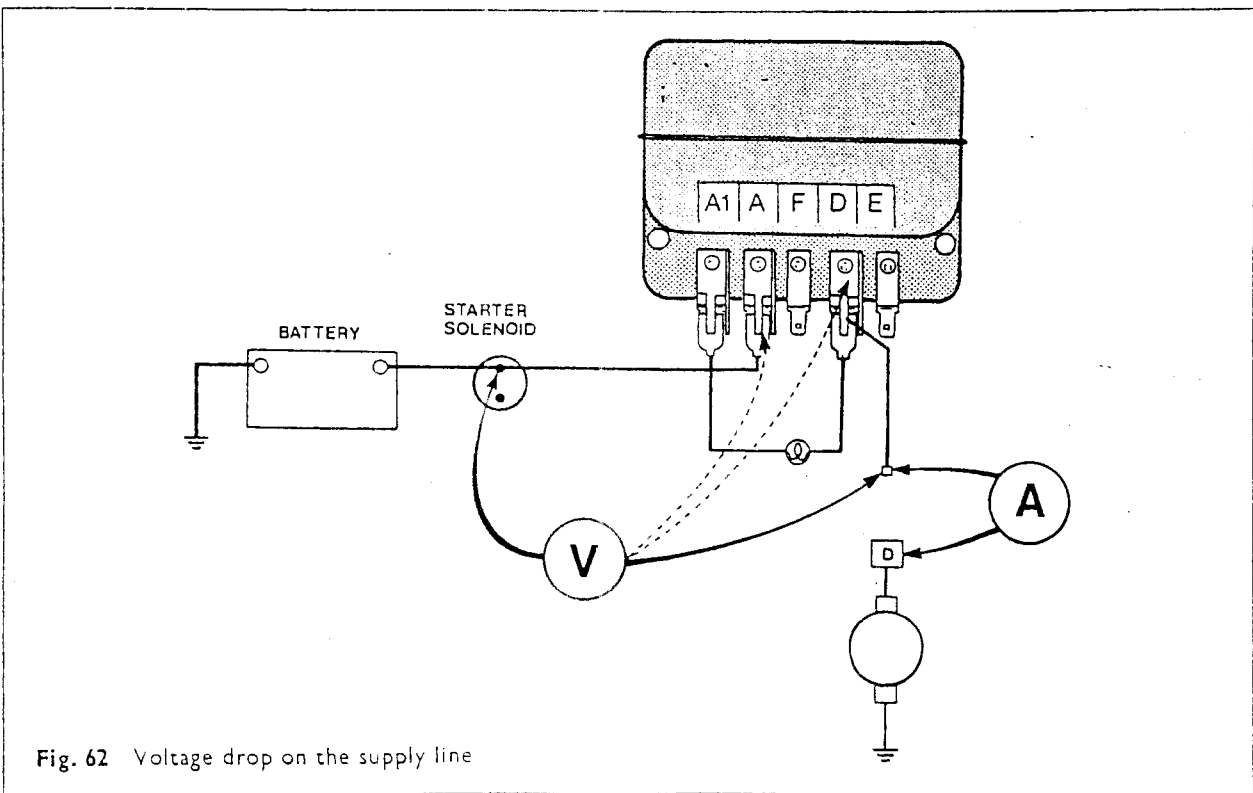 A1 A F D E
STARTER
SOLENOID
BATTERY
V
A
D
Fig. 62 Voltage drop on the supply line